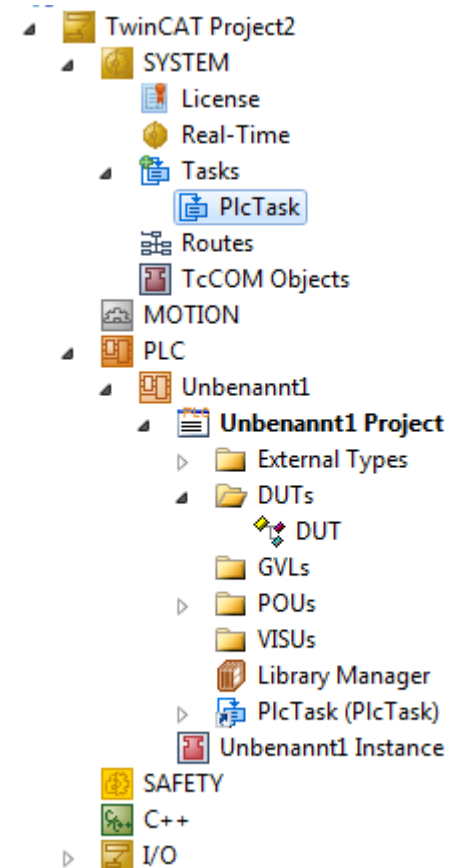 TwinCAT Project2
SYSTEM
License
Real-Time
Tasks
PlcTask
Routes
TcCOM Objects
MOTION
PLC
Unbenannt1
Unbenannt1 Project
External Types
DUTs
DUT
GVLs
POUs
VISUs
Library Manager
PlcTask (PlcTask)
Unbenannt1 Instance
SAFETY
C++
I/O